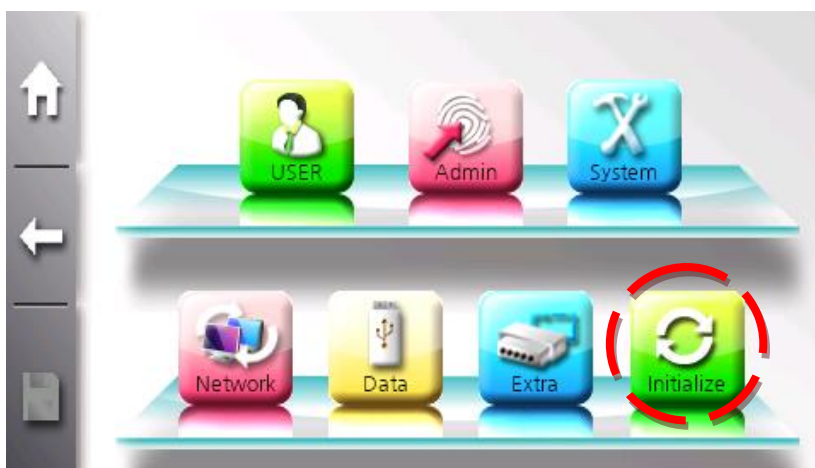 USER
Admin
System
Network
Data
Extra
Initialize